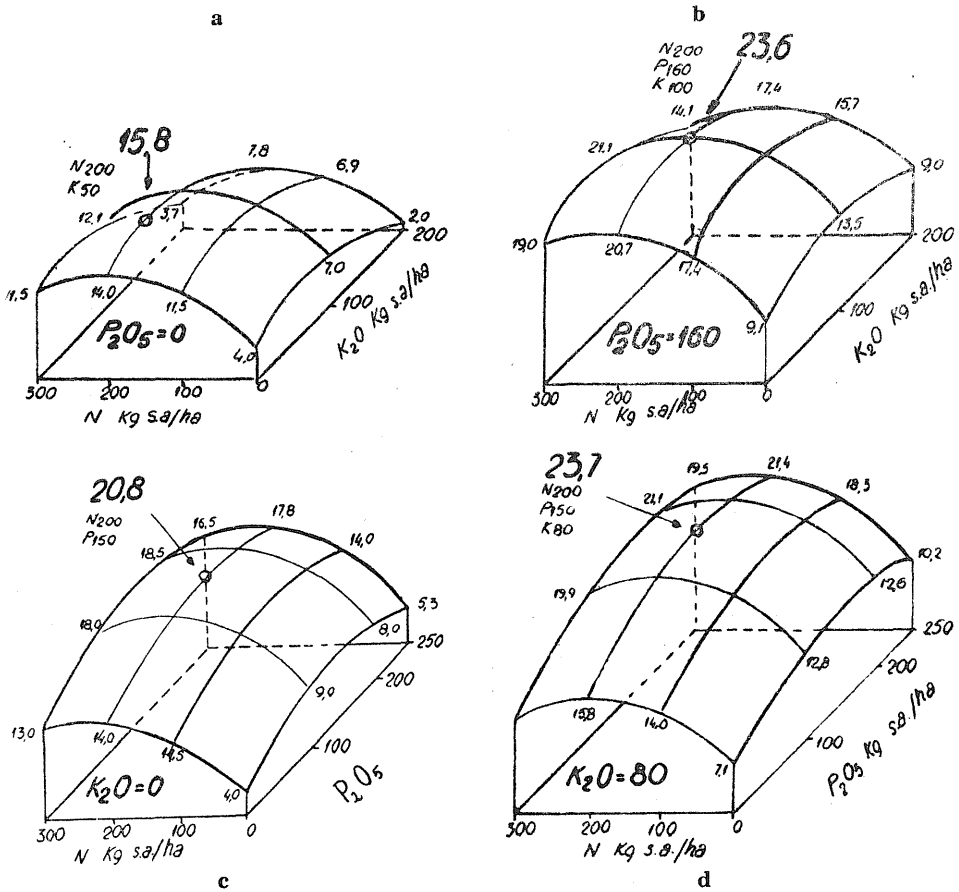 a
15,8
N200
K50
7,8
6,9
12,1
3,7
2,0
200
11,5
14,0
11,5
7,0
100
4,0
P2O5=0
K2O Kg s.a/ha
300
200
100
0
N Kg s.a/ha
b
N200
P160
K100
23,6
17,4
14,1
15,7
21,1
9,0
19,0
20,7
17,4
13,5
200
100
9,1
P2O5=160
K2O Kg s.a./ha
300
200
100
0
N Kg s.a/ha
20,8
N200
P150
16,5
17,8
18,5
14,0
18,0
5,3
8,0
250
200
9,0
13,0
14,0
14,5
100
4,0
K2O=0
P2O5
300
200
100
0
N Kg s.a/ha
c
23,7
N200
P150
K80
19,5
21,4
21,1
18,5
19,9
10,2
12,6
250
200
12,8
15,8
14,0
100
7,1
K2O=80
P2O5 Kg s.a./ha
300
200
100
0
N Kg s.a./ha
d